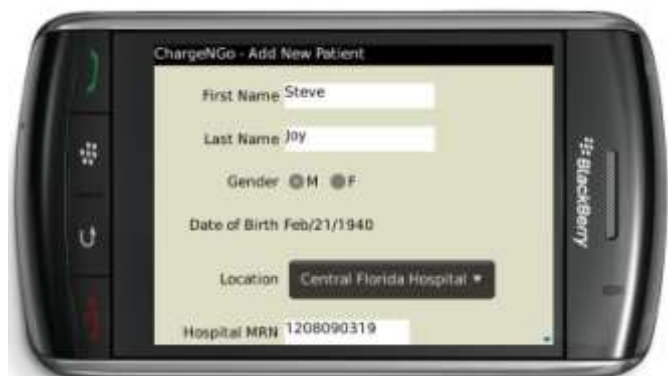 ChargeNGo - Add New Patient
First Name Steve
Last Name Joy
Gender M F
Date of Birth Feb/21/1940
Location Central Florida Hospital
Hospital MRN 1208090319
BlackBerry